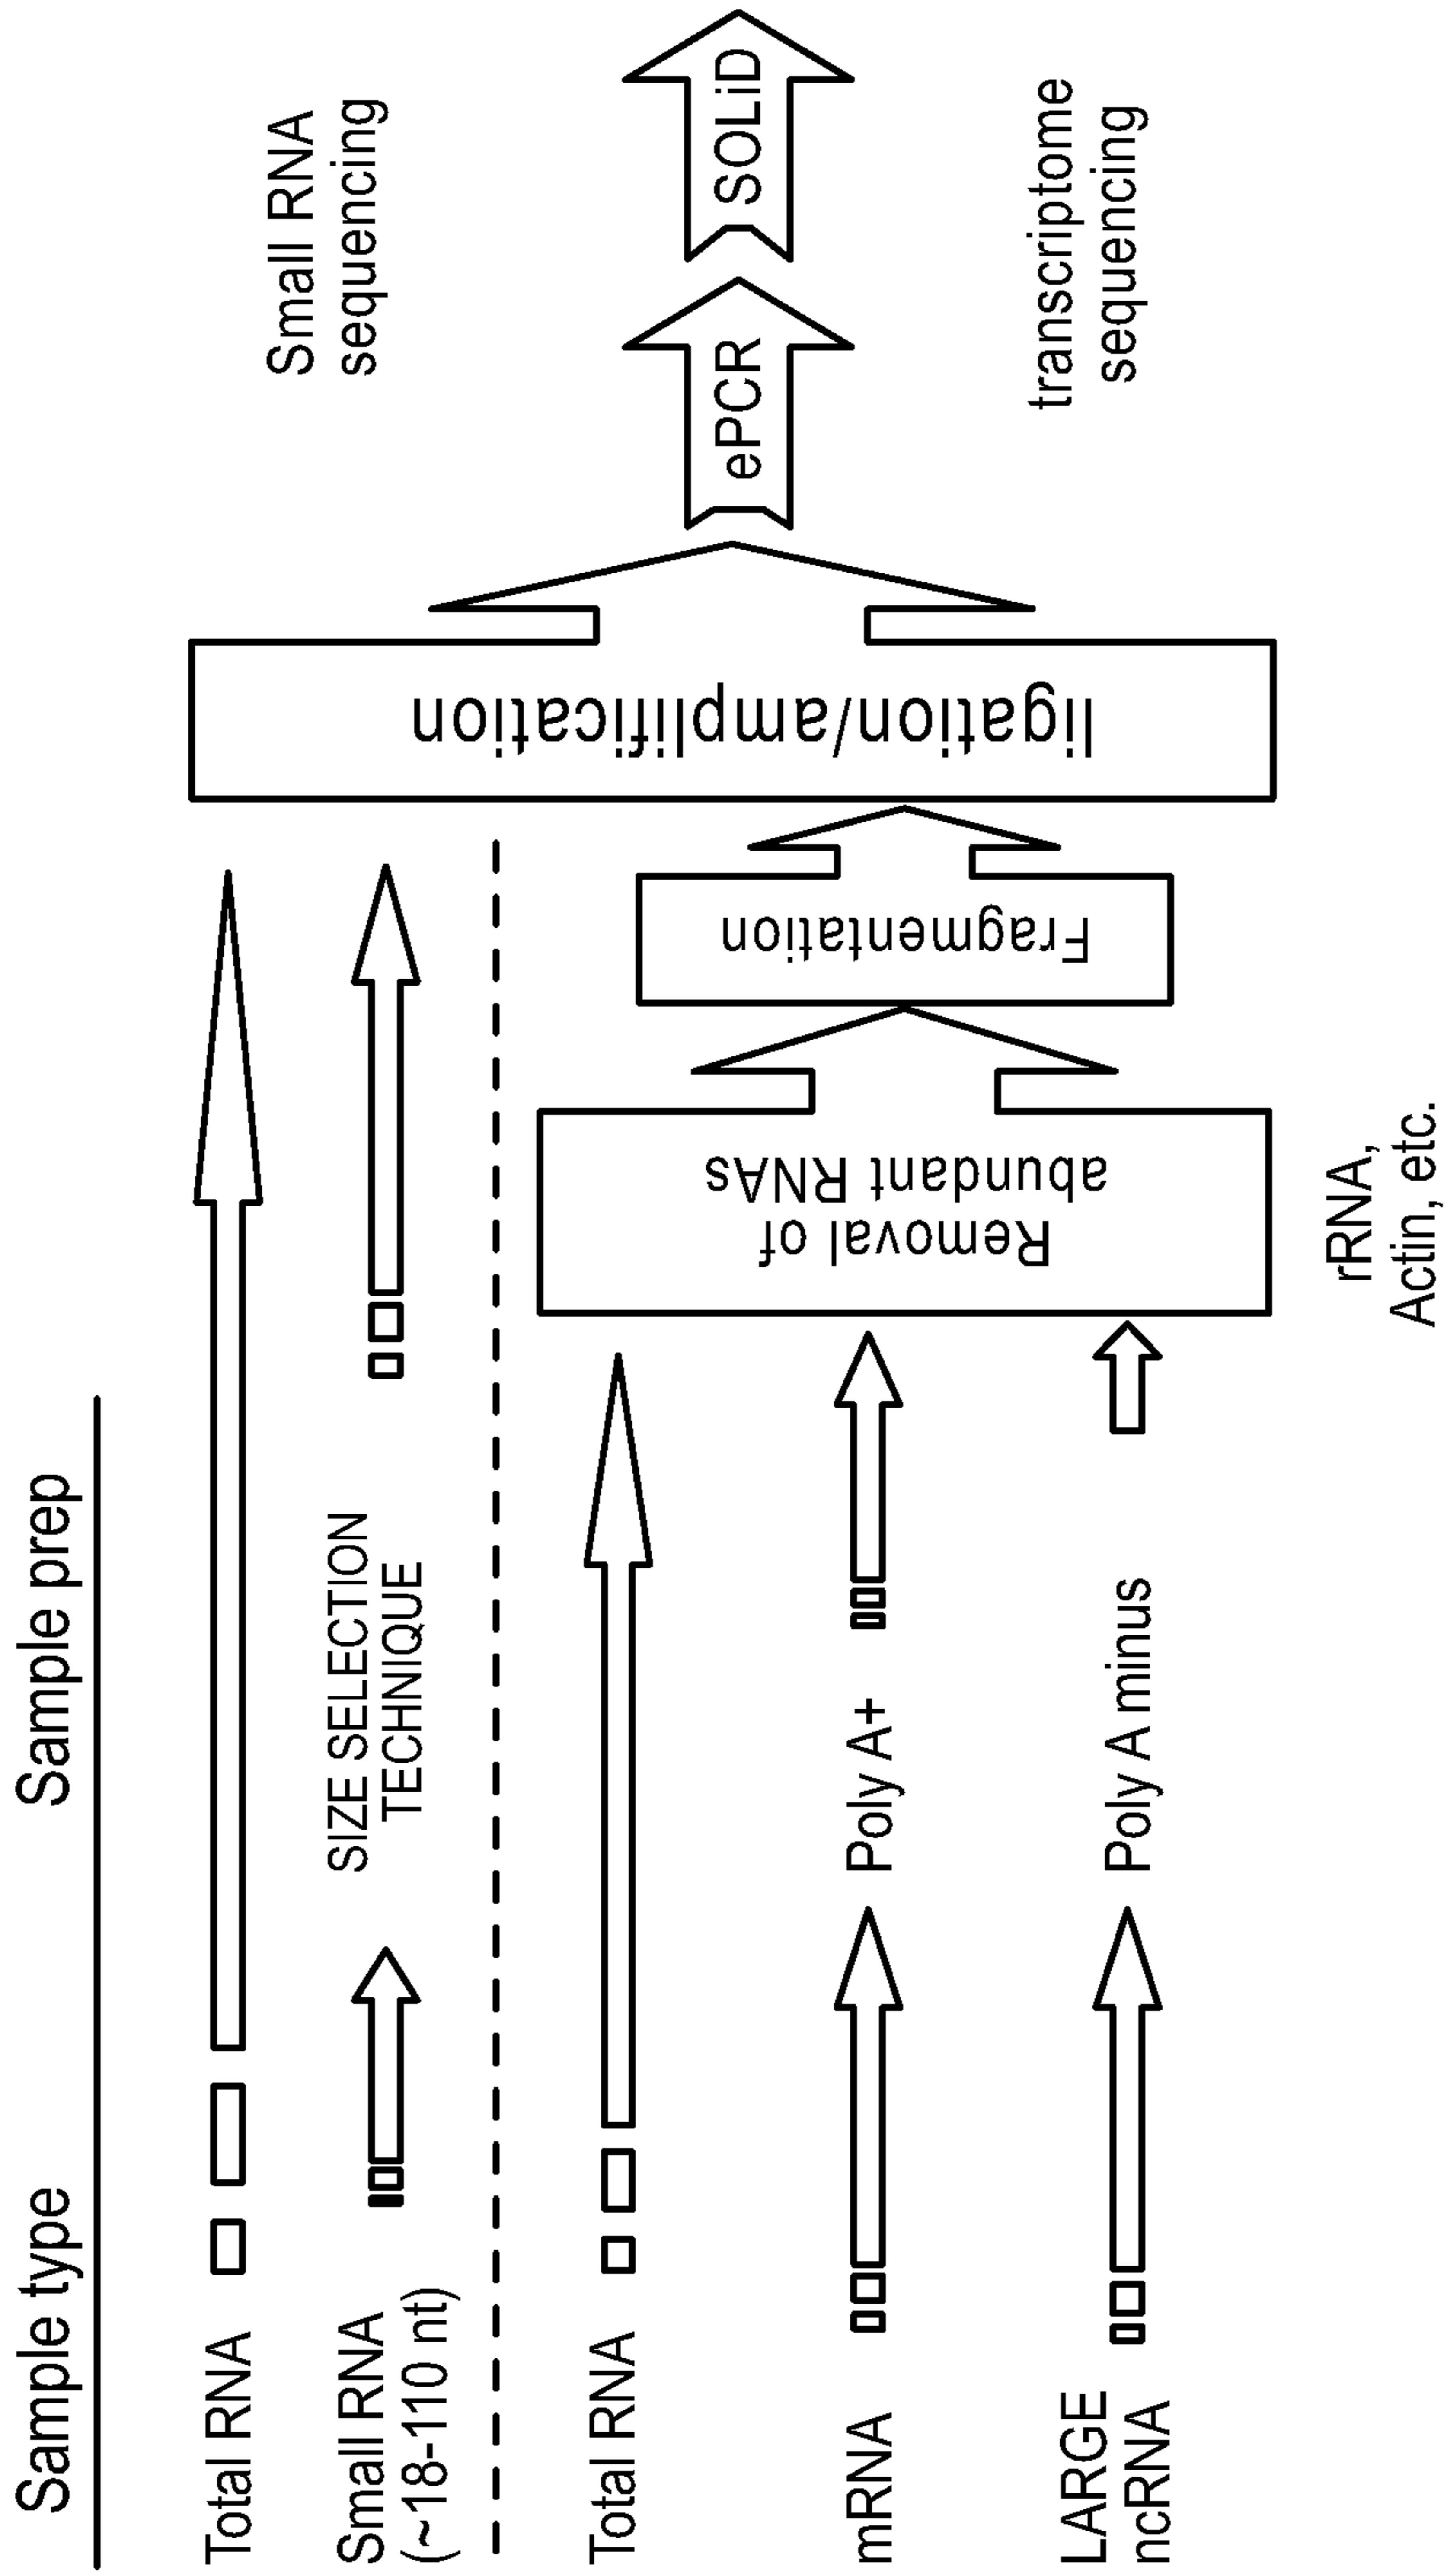 Sample type
Sample prep
Total RNA
Small RNA
(~18-110 nt)
SIZE SELECTION
TECHNIQUE
Total RNA
mRNA
Poly A+
LARGE
ncRNA
Poly A minus
Removal of
abundant RNAs
rRNA,
Actin, etc.
Fragmentation
ligation/amplification
ePCR
SOLiD
Small RNA
sequencing
transcriptome
sequencing